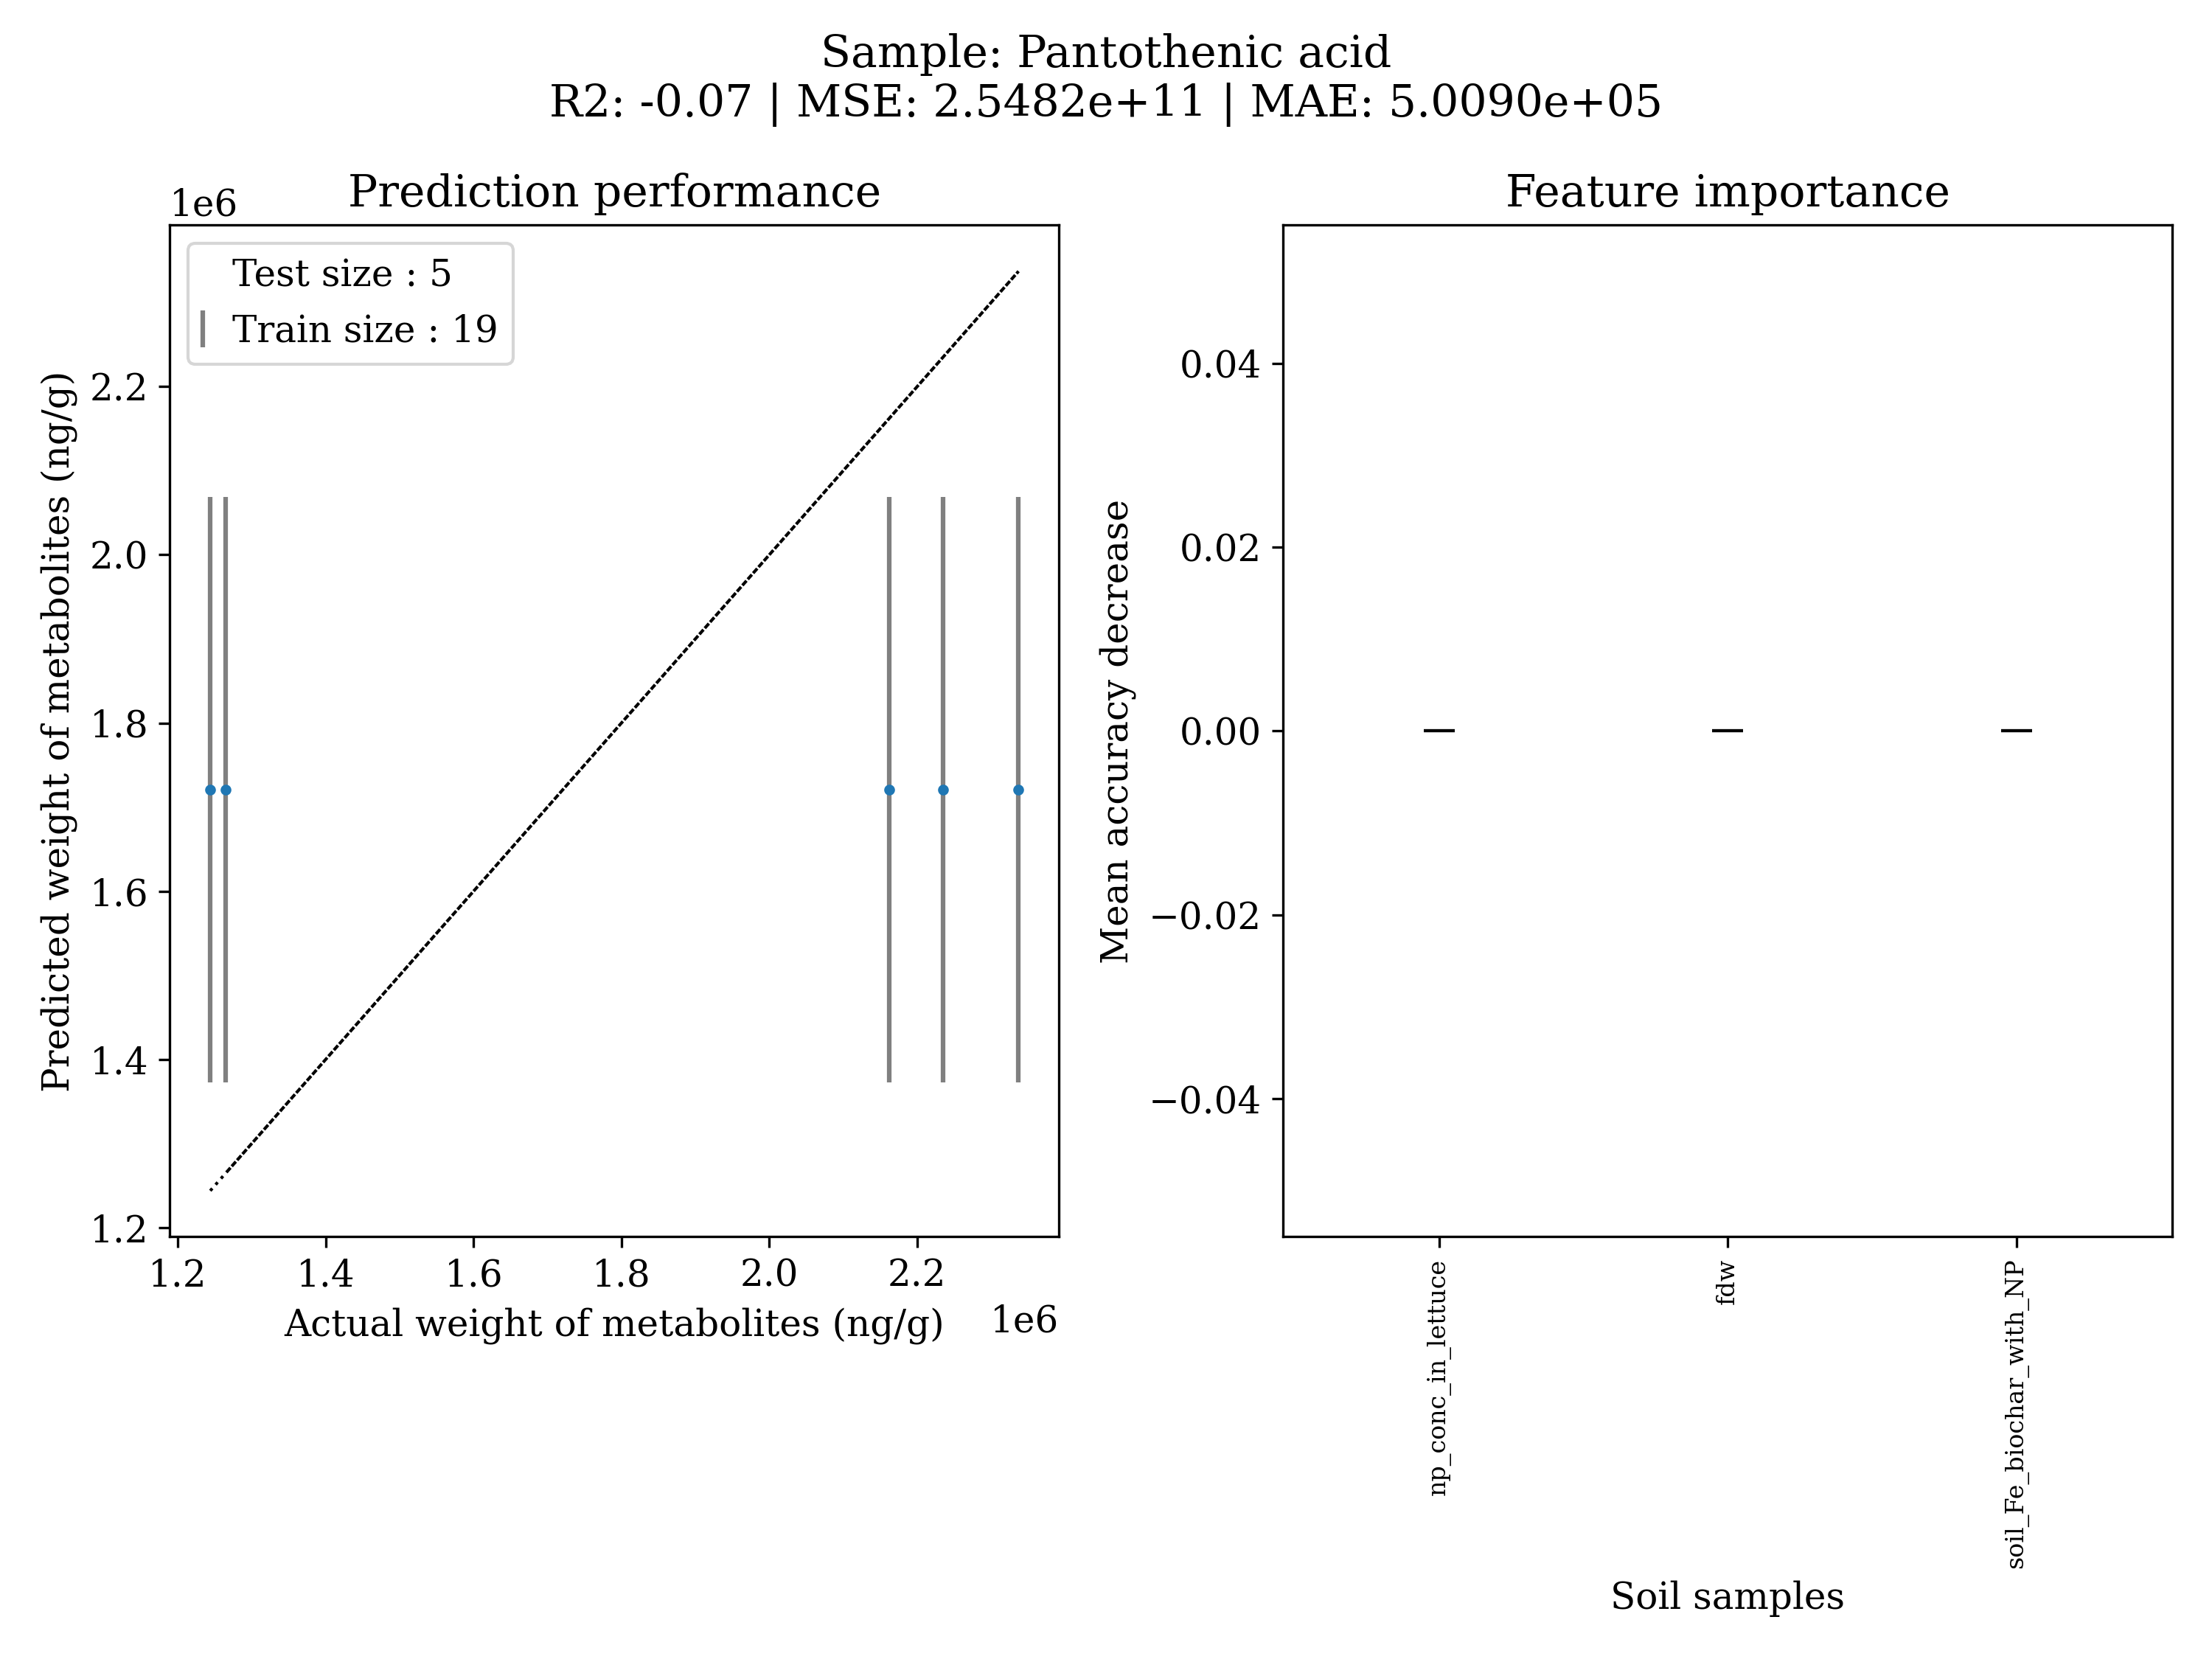 Sample: Pantothenic acid
R2: -0.07 | MSE: 2.5482e+11 | MAE: 5.0090e+05
Prediction performance
1e6
Test size : 5
Train size : 19
Predicted weight of metabolites (ng/g)
2.2
2.0
1.8
1.6
1.4
1.2
1.2 1.4 1.6 1.8 2.0 2.2
Actual weight of metabolites (ng/g)
1e6
Feature importance
Mean accuracy decrease
0.04
0.02
0.00
−0.02
−0.04
np_conc_in_lettuce
fdw
soil_Fe_biochar_with_NP
Soil samples